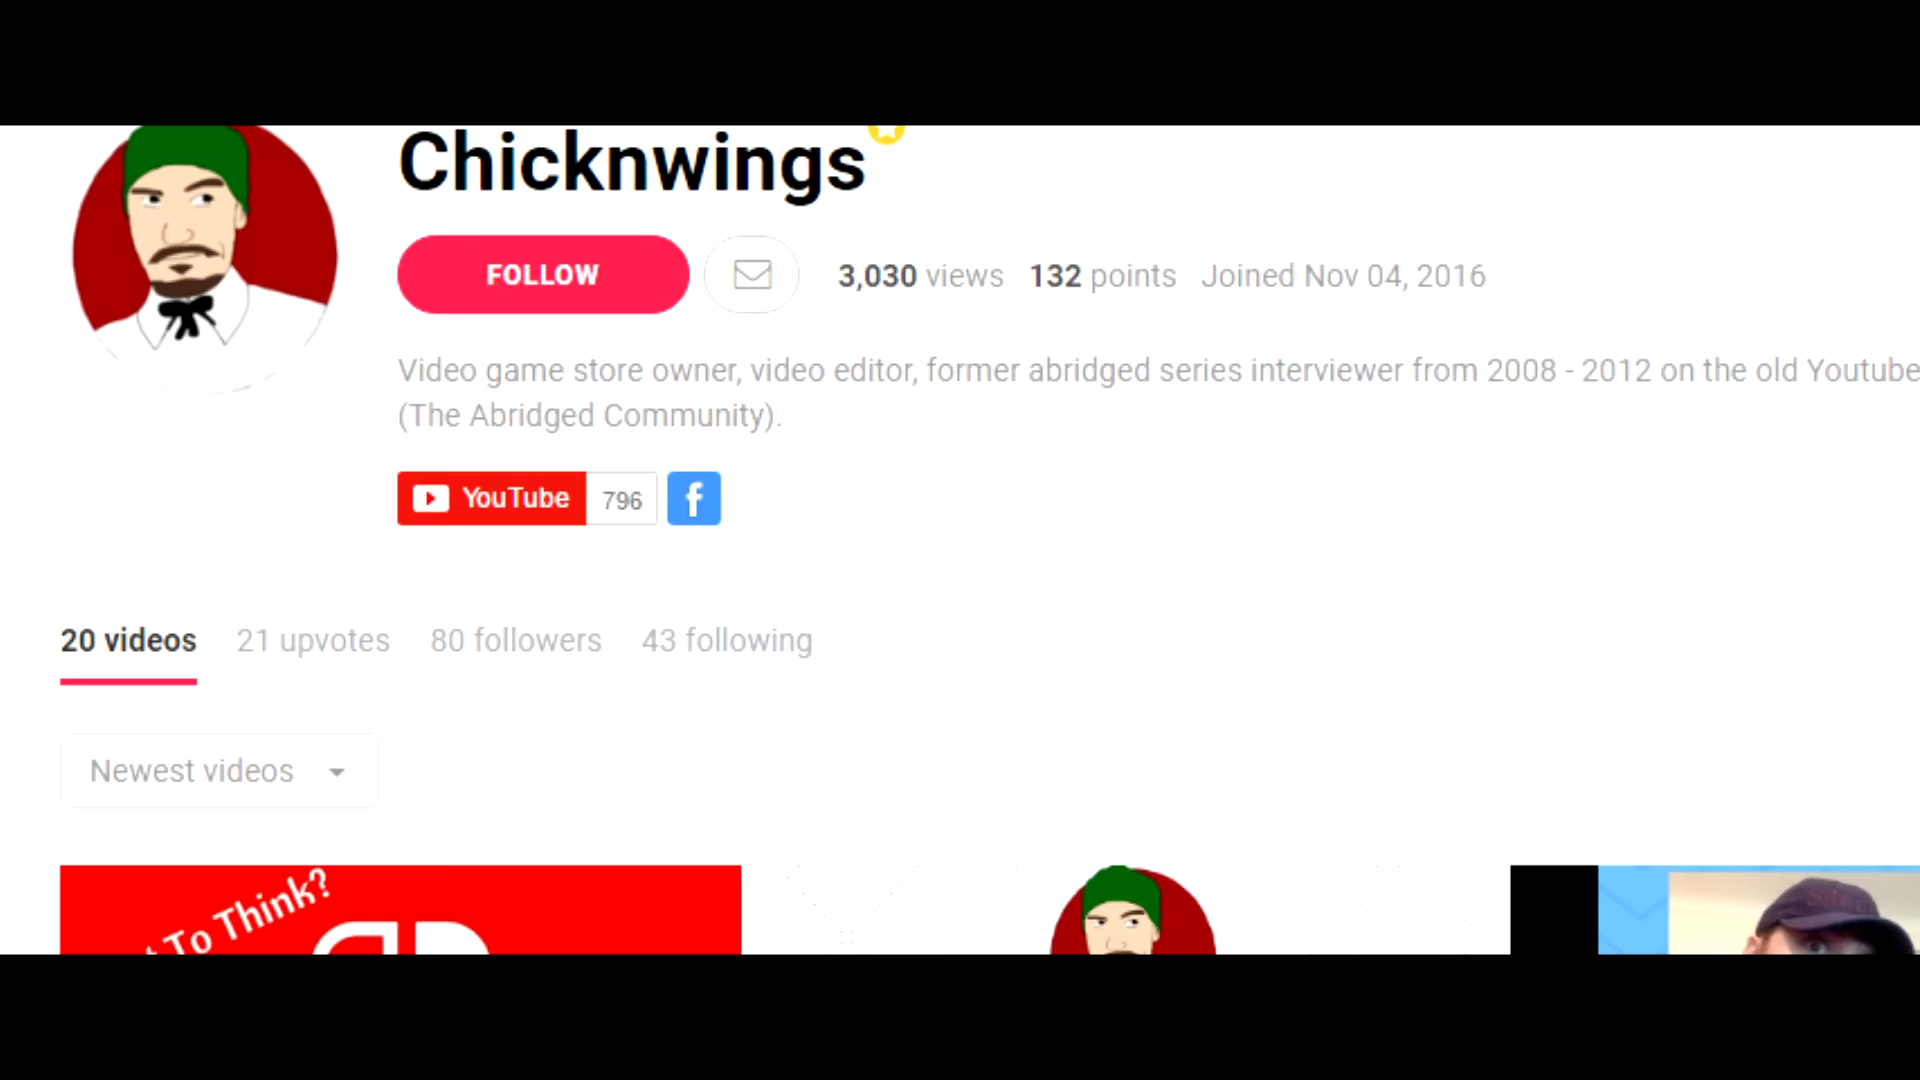 Chicknwings
FOLLOW
3,030 views 132 points Joined Nov 04, 2016
Video game store owner, video editor, former abridged series interviewer from 2008 - 2012 on the old Youtube
(The Abridged Community).
YouTube 796
20 videos 21 upvotes 80 followers 43 following
Newest videos
To Think?